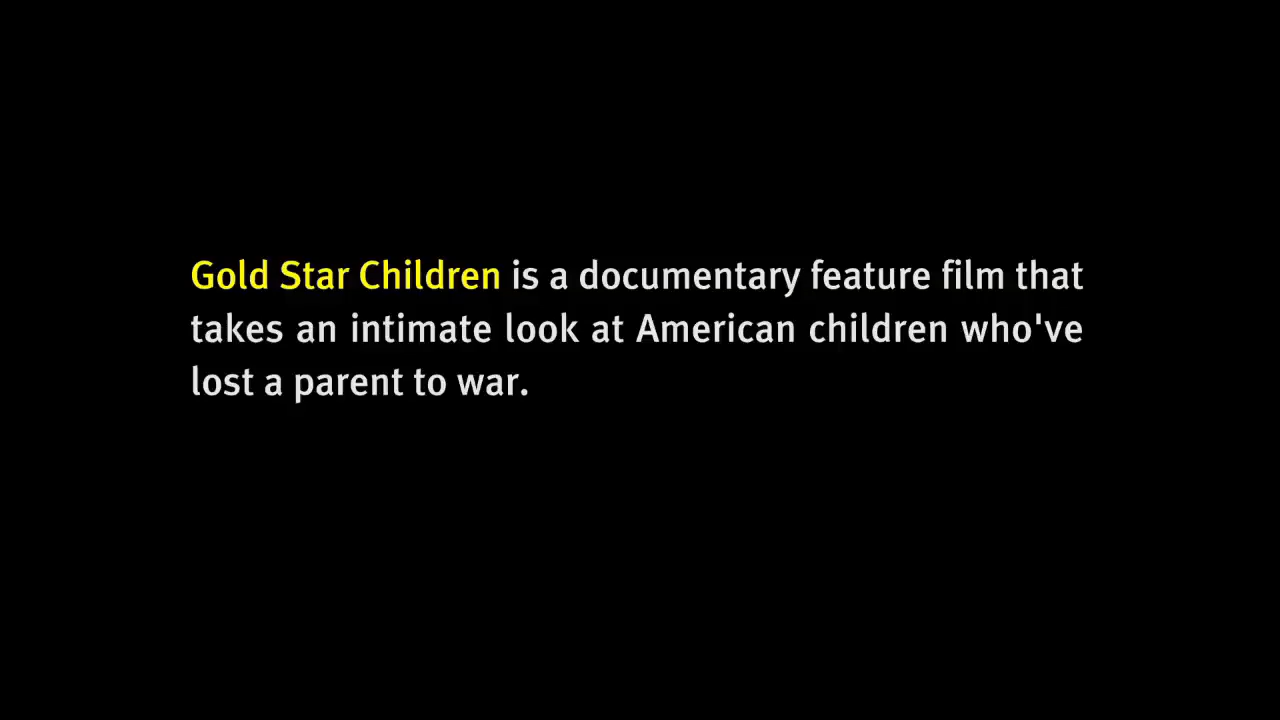 Gold Star Children is a documentary feature film that
takes an intimate look at American children who've
lost a parent to war.